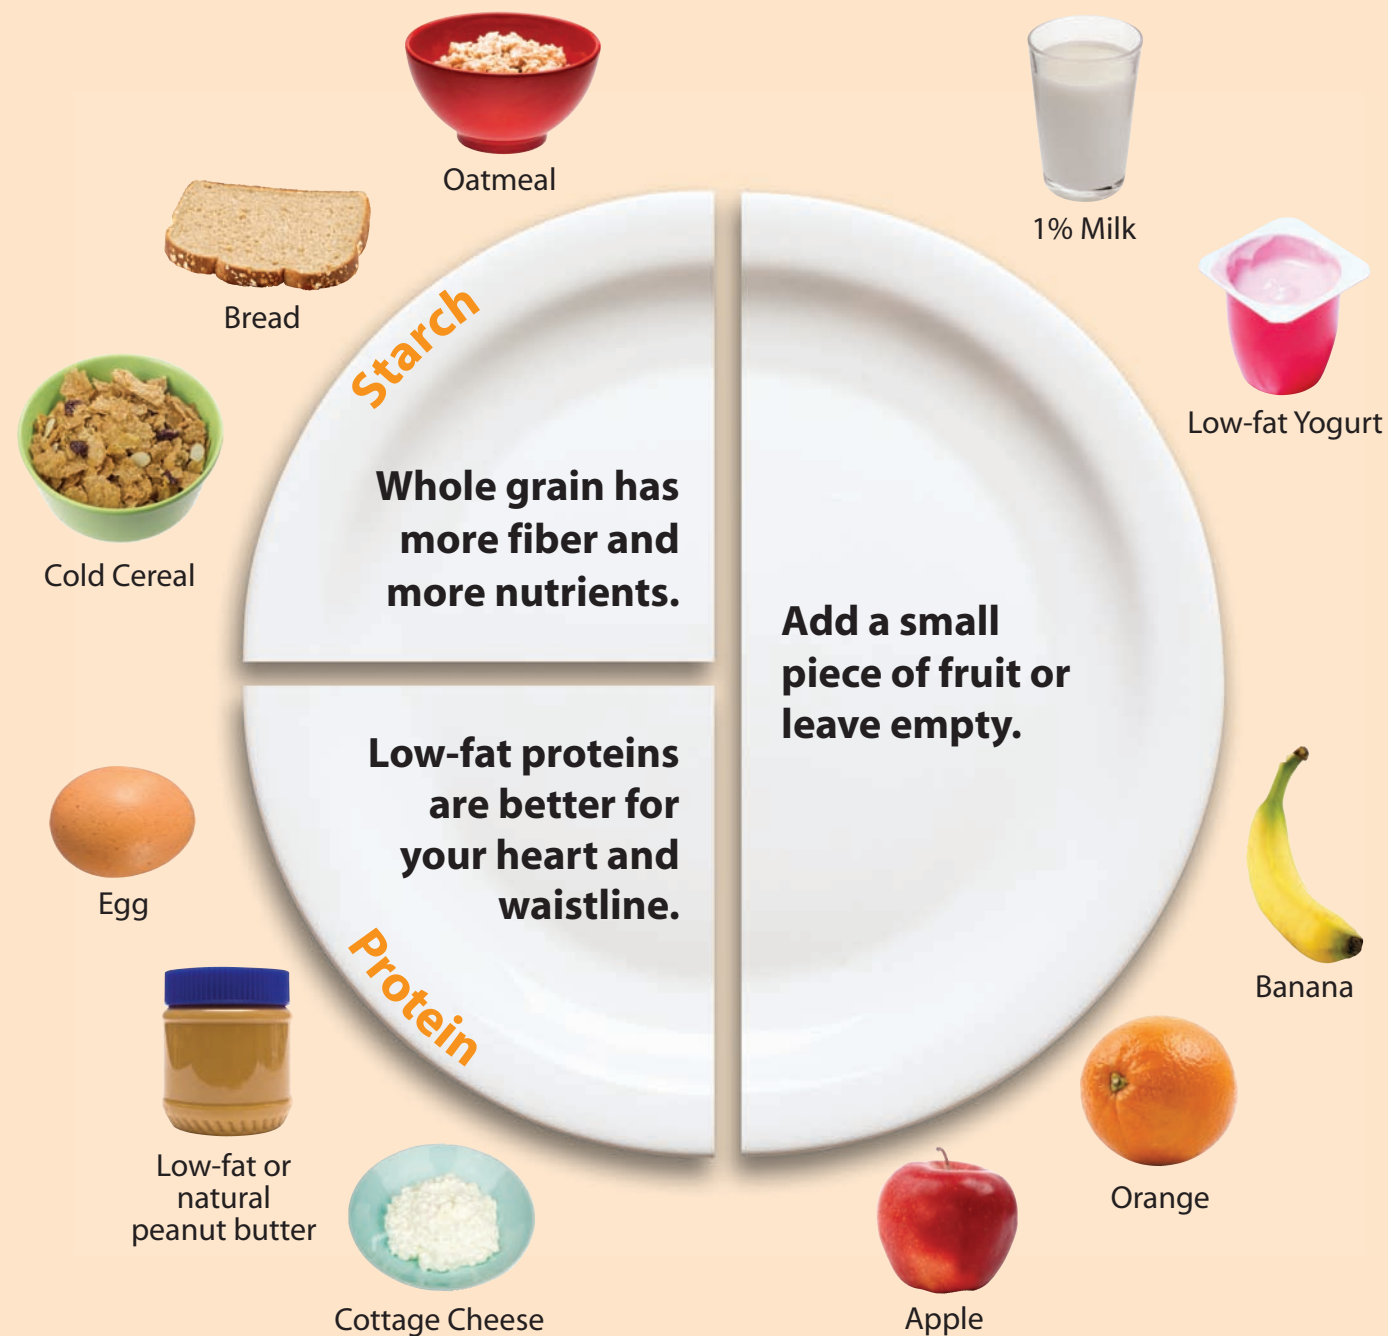 Oatmeal
1% Milk
Bread
Low-fat Yogurt
Starch
Cold Cereal
Whole grain has
more fiber and
more nutrients.
Add a small
piece of fruit or
leave empty.
Low-fat proteins
are better for
your heart and
waistline.
Egg
Protein
Banana
Low-fat or
natural
peanut butter
Orange
Cottage Cheese
Apple